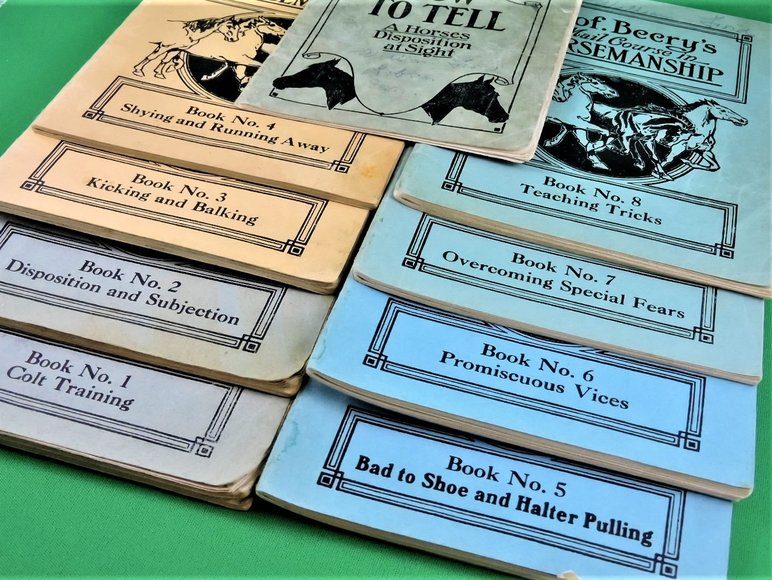 TO TELL
A Horses
Disposition
at Sight
Prof. Beery's
Mail Course in
HORSEMANSHIP
Book No. 4
Shying and Running Away
Book No. 3
Kicking and Balking
Book No. 2
Disposition and Subjection
Book No. 1
Colt Training
Book No. 8
Teaching Tricks
Book No. 7
Overcoming Special Fears
Book No. 6
Promiscuous Vices
Book No. 5
Bad to Shoe and Halter Pulling